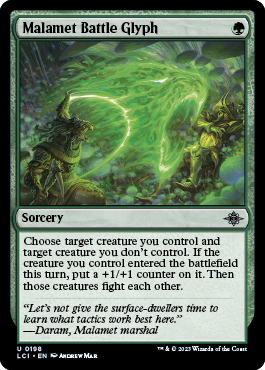 Malamet Battle Glyph
Sorcery
Choose target creature you control and
target creature you don't control. If the
creature you control entered the battlefield
this turn, put a +1/+1 counter on it. Then
those creatures fight each other.
"Let's not give the surface-dwellers time to
learn what tactics work best here."
—Daram, Malamet marshal
U 0198
LCI • EN Andrew Mar
™ & © 2023 Wizards of the Coast